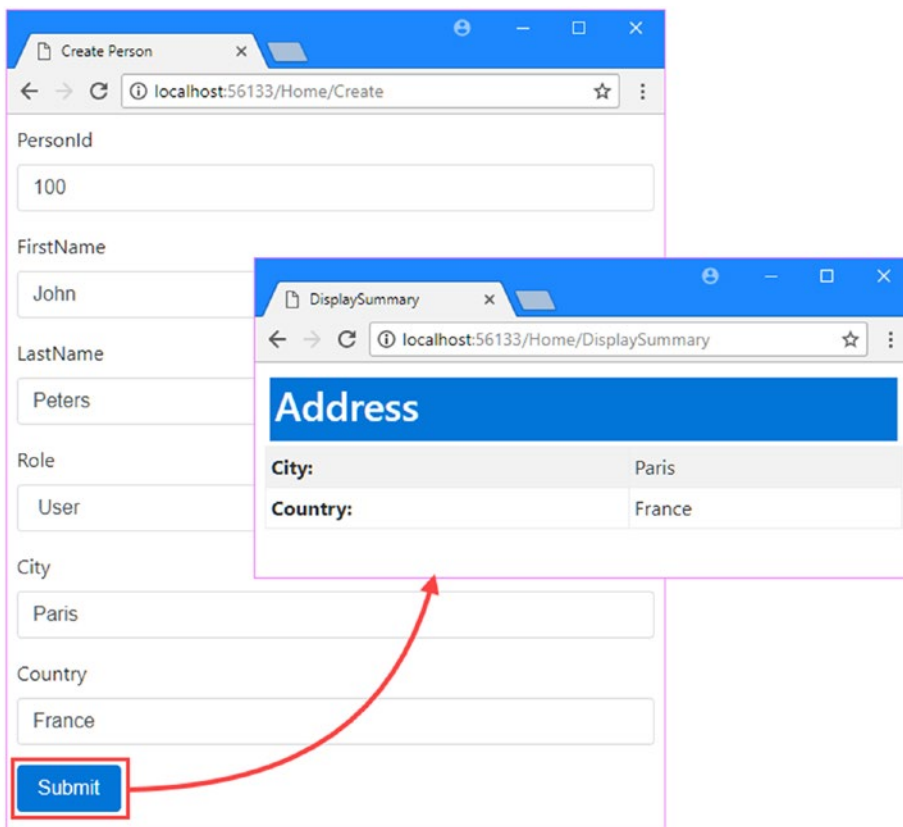 Create Person
localhost:56133/Home/Create
PersonId
100
FirstName
John
LastName
Peters
Role
User
City
Paris
Country
France
Submit
DisplaySummary
localhost:56133/Home/DisplaySummary
Address
City: Paris
Country: France